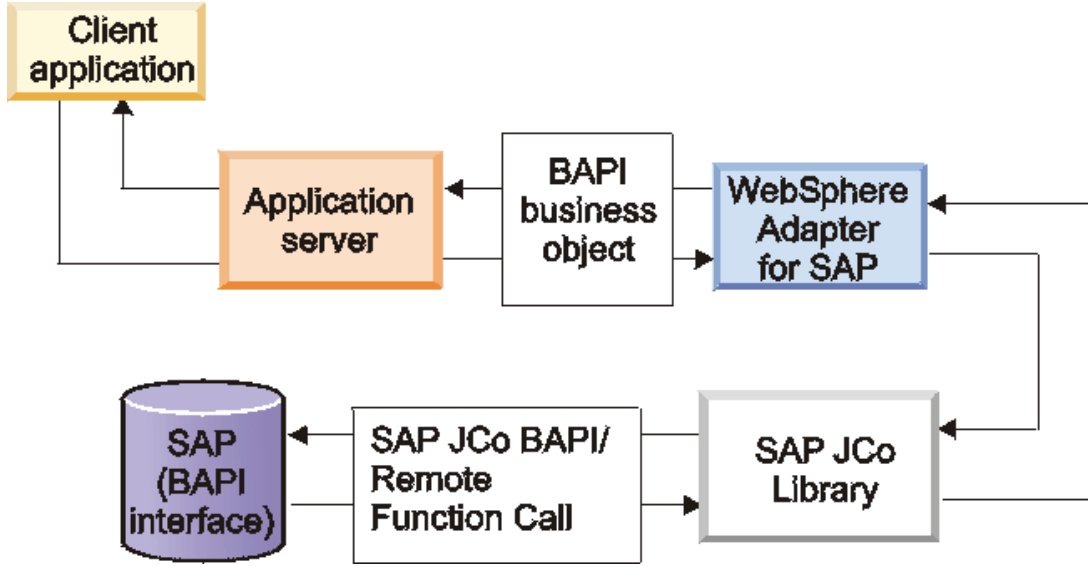 Client
application
Application
server
BAPI
business
object
WebSphere
Adapter
for SAP
SAP
(BAPI
interface)
SAP JCo BAPI/
Remote
Function Call
SAP JCo
Library